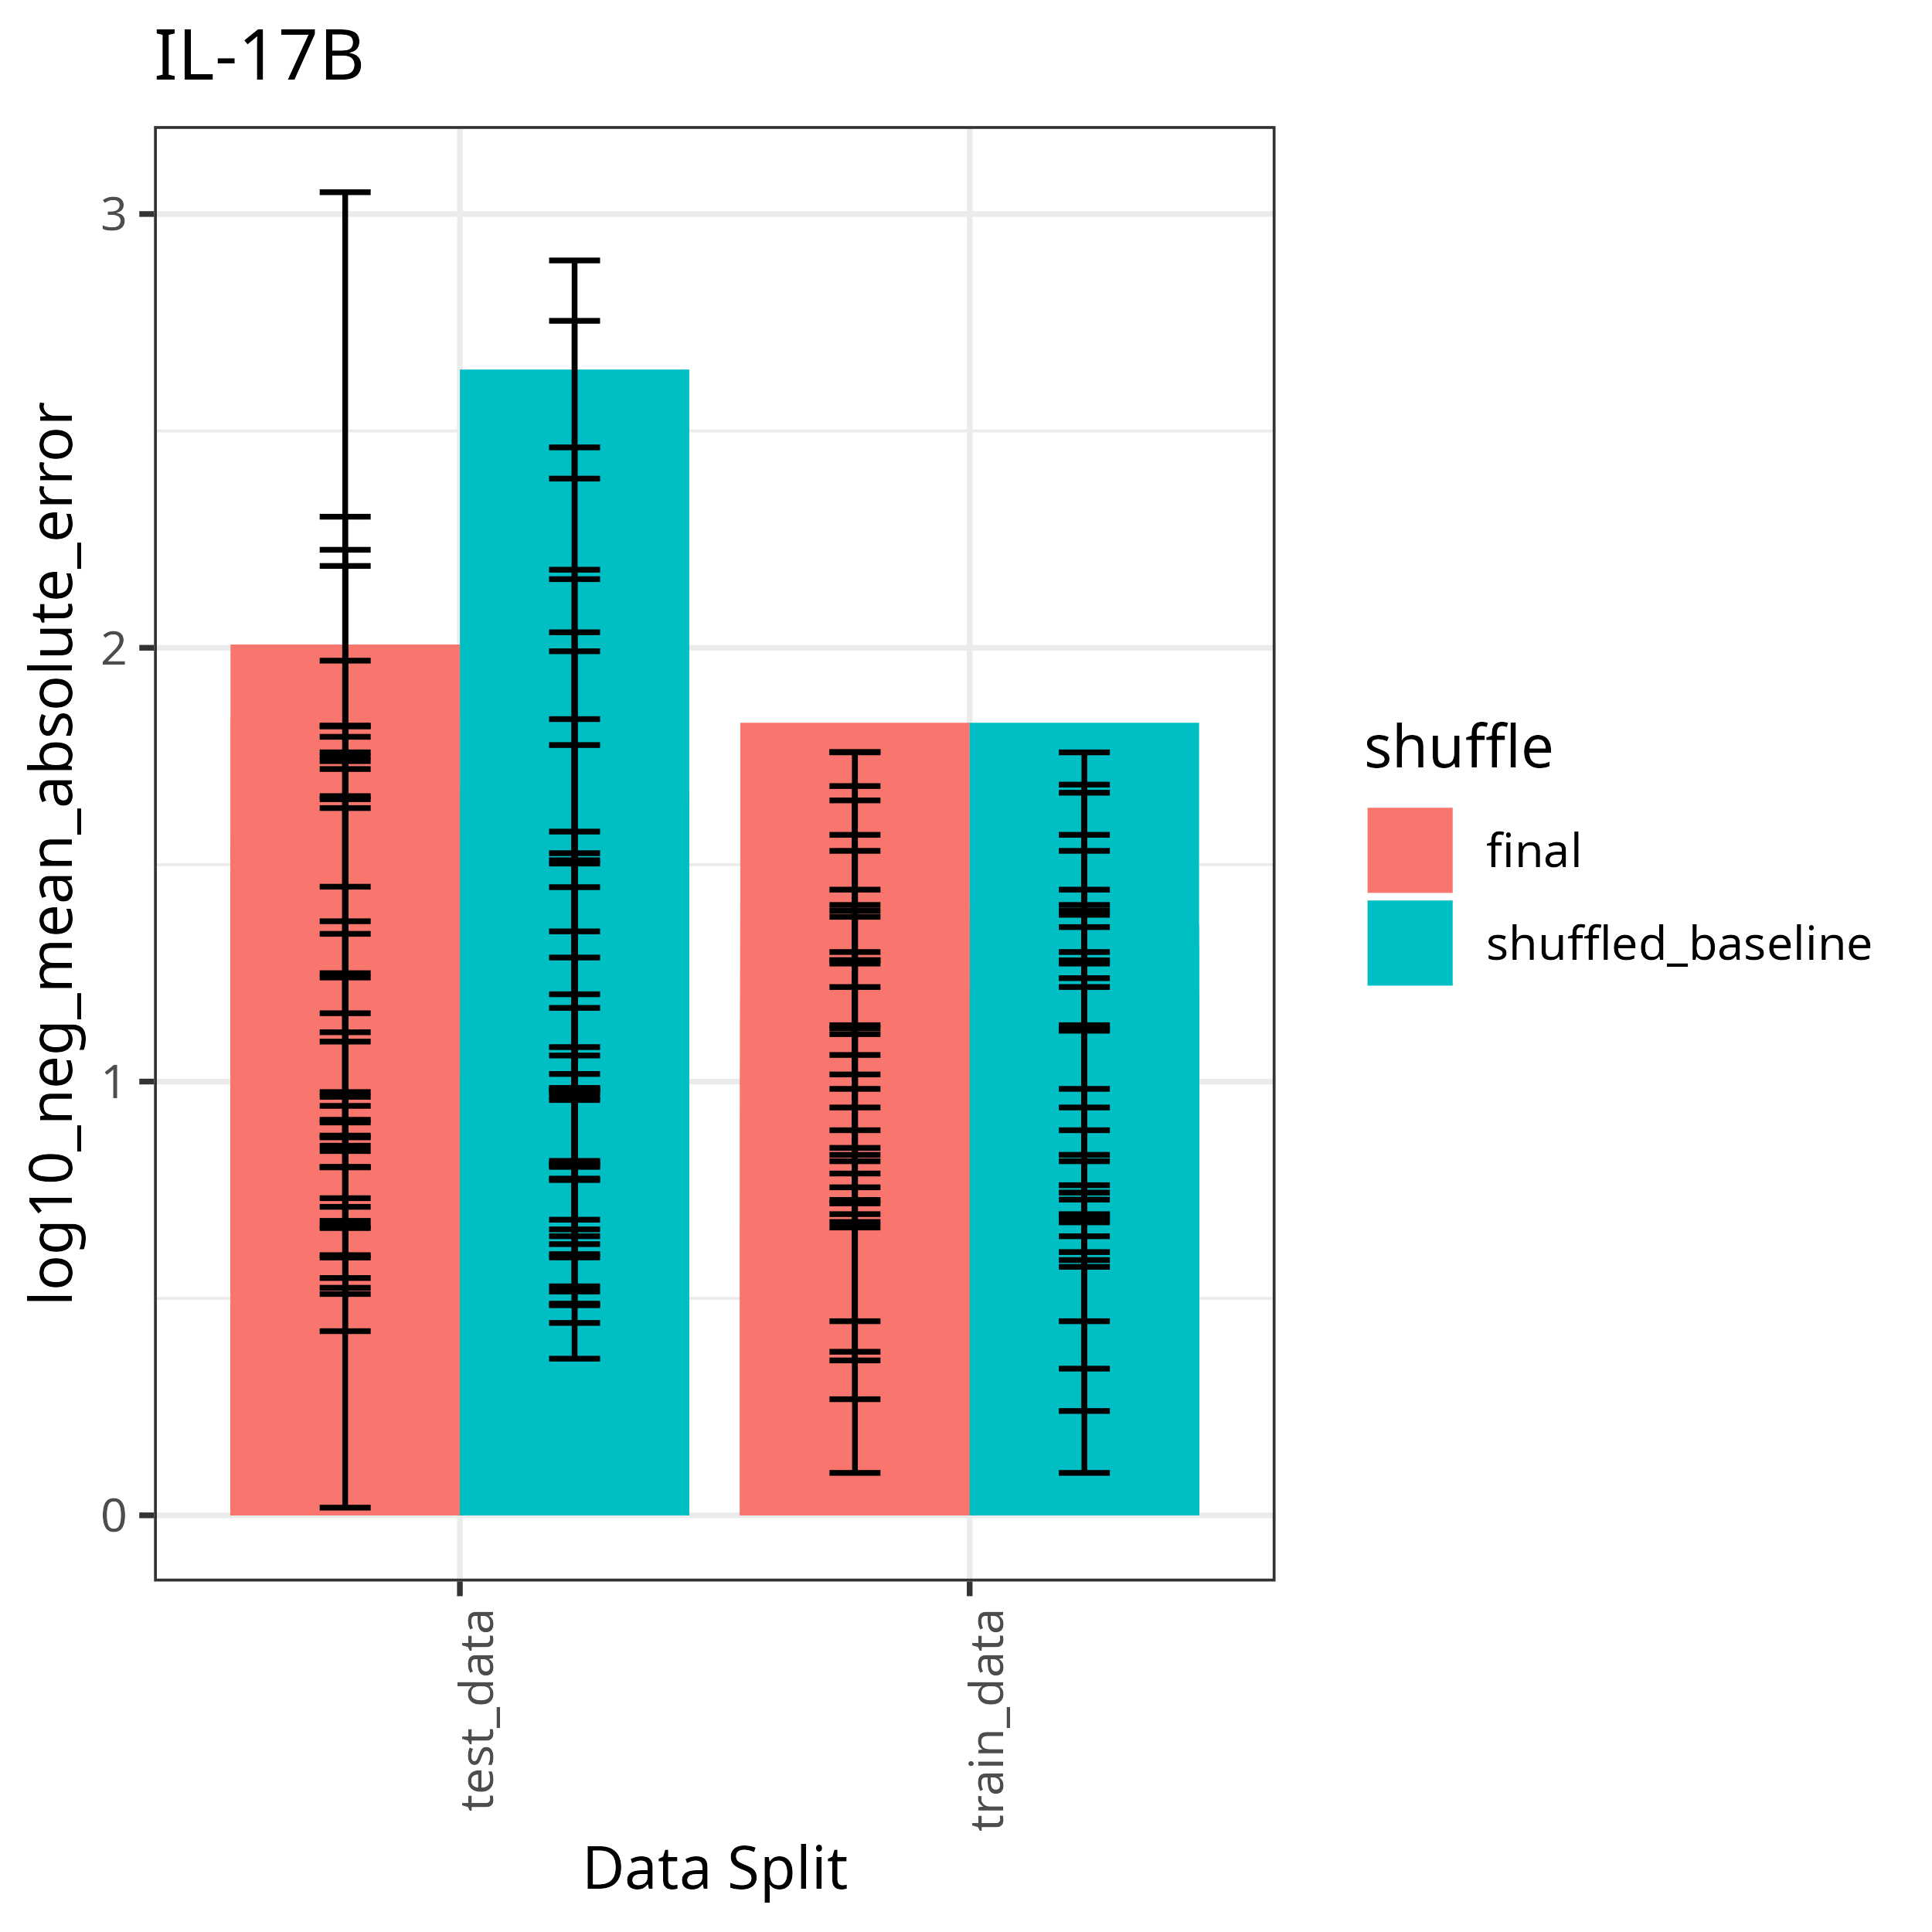 IL-17B
log10_neg_mean_absolute_error
3
2
1
0
test_data
train_data
Data Split
shuffle
final
shuffled_baseline